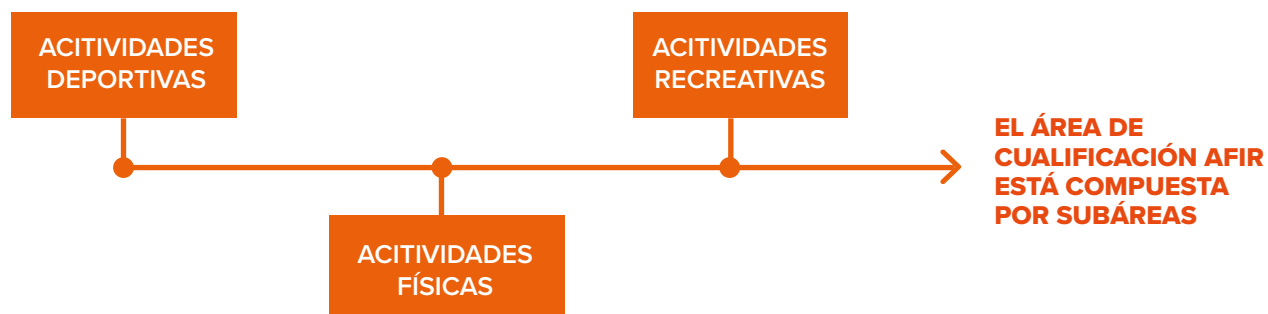 ACITIVIDADES
DEPORTIVAS
ACITIVIDADES
FÍSICAS
ACITIVIDADES
RECREATIVAS
EL ÁREA DE
CUALIFICACIÓN AFIR
ESTÁ COMPUESTA
POR SUBÁREAS